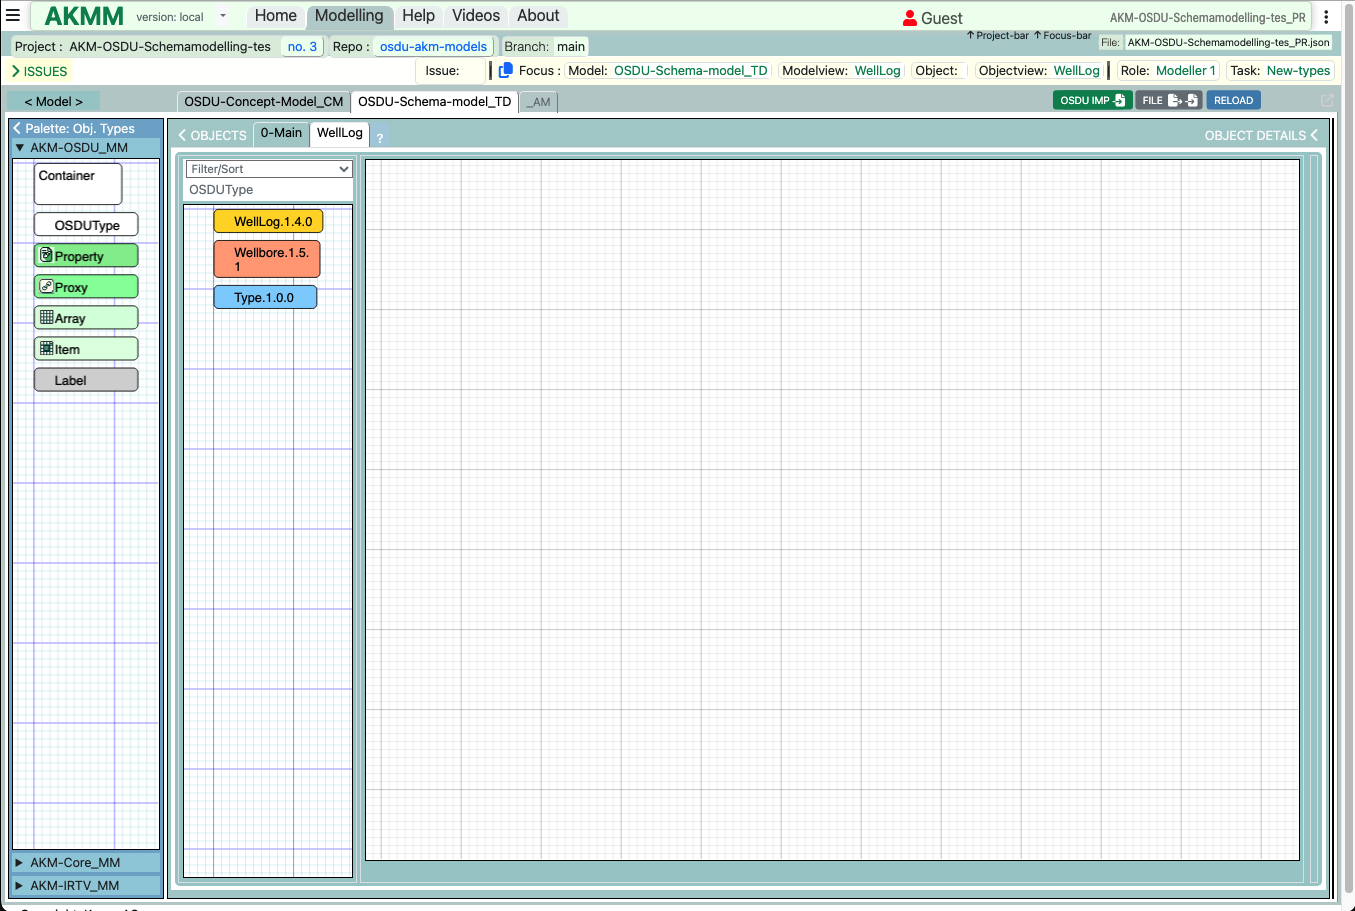 AKMM version: local Home Modelling Help Videos About Guest AKM-OSDU-Schemamodelling-tes_PR
Project : AKM-OSDU-Schemamodelling-tes no. 3 Repo : osdu-akm-models Branch: main ↑ Project-bar ↑ Focus-bar File: AKM-OSDU-Schemamodelling-tes_PR.json
ISSUES Issue: Focus : Model: OSDU-Schema-model_TD Modelview: WellLog Object: Objectview: WellLog Role: Modeller 1 Task: New-types
< Model > OSDU-Concept-Model_CM OSDU-Schema-model_TD _AM OSDU IMP FILE RELOAD
Palette: Obj. Types
AKM-OSDU_MM
Container
OSDUType
Property
Proxy
Array
Item
Label
AKM-Core_MM
AKM-IRTV_MM
OBJECTS 0-Main WellLog ? OBJECT DETAILS
Filter/Sort
OSDUType
WellLog.1.4.0
Wellbore.1.5.
1
Type.1.0.0